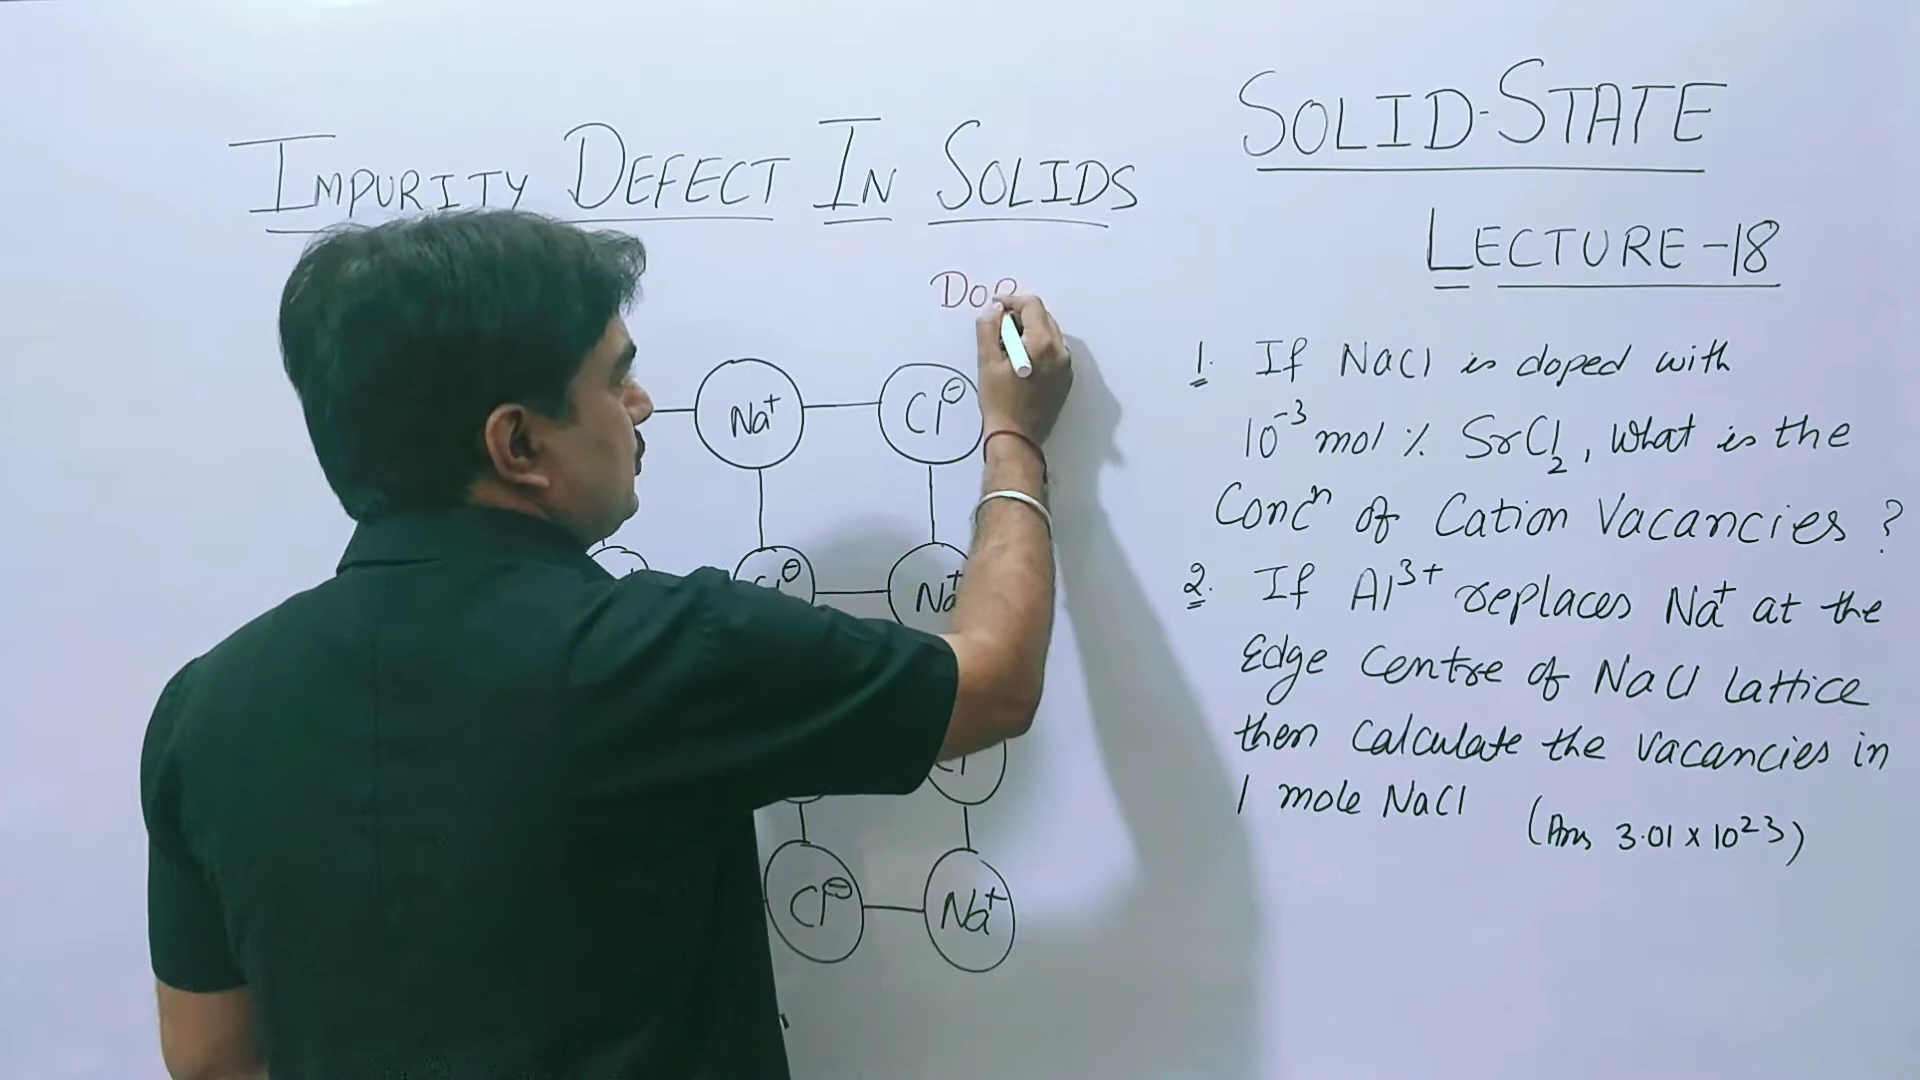 IMPURITY DEFECT IN SOLIDS
Dop
Na⁺ Cl⊖
Cl⊖ Na⁺
Cl
Cl⊖ Na⁺
SOLID-STATE
LECTURE-18
1. If NaCl is doped with
10⁻³ mol % SrCl₂, What is the
Concⁿ of Cation Vacancies ?
2. If Al³⁺ replaces Na⁺ at the
Edge Centre of NaCl Lattice
then Calculate the vacancies in
1 mole NaCl (Ans 3.01 x 10²³)